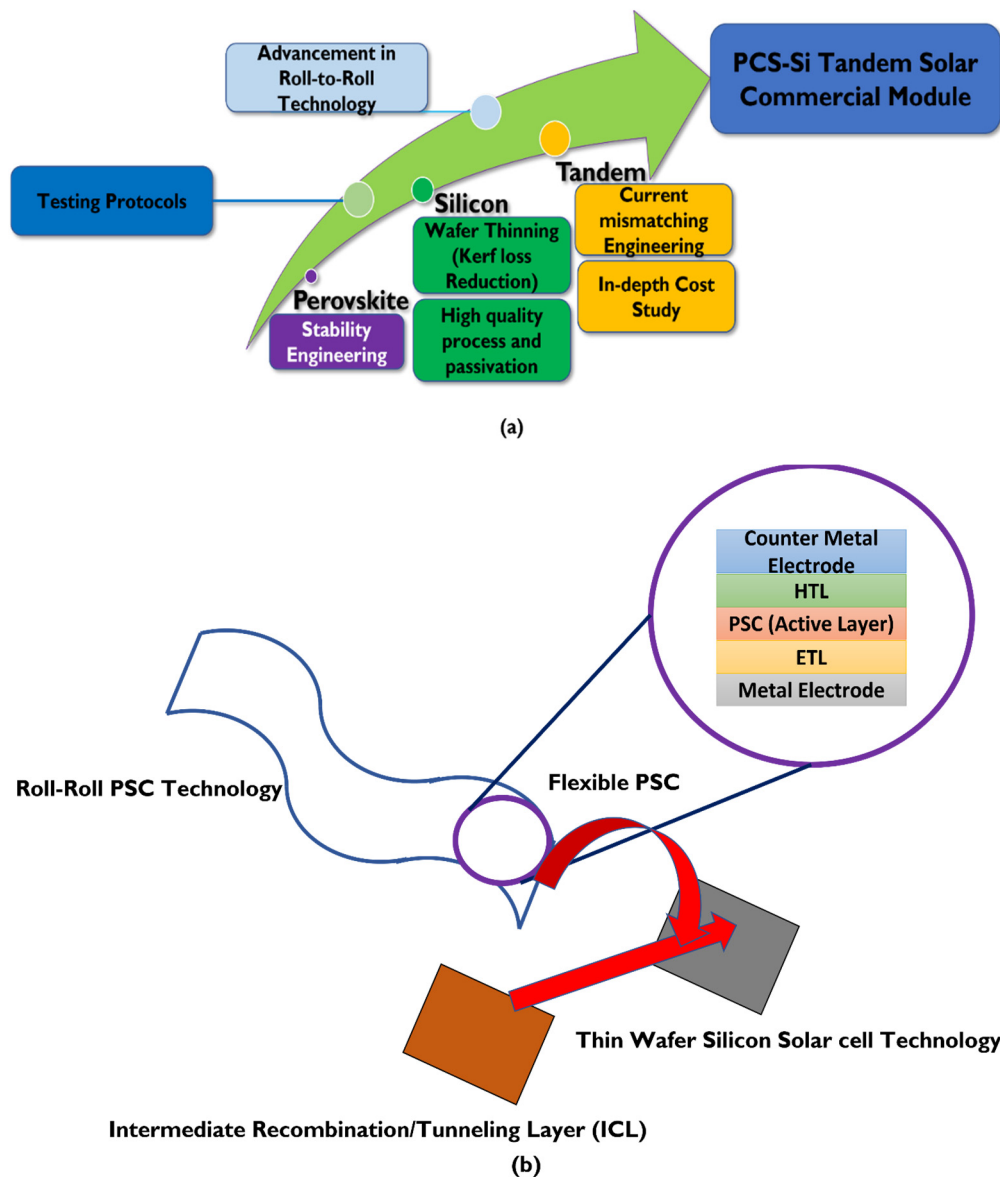 Advancement in
Roll-to-Roll
Technology
PCS-Si Tandem Solar
Commercial Module
Testing Protocols
Tandem
Current
mismatching
Engineering
In-depth Cost
Study
Silicon
Wafer Thinning
(Kerf loss
Reduction)
High quality
process and
passivation
Perovskite
Stability
Engineering
(a)
Counter Metal
Electrode
HTL
PSC (Active Layer)
ETL
Metal Electrode
Roll-Roll PSC Technology
Flexible PSC
Thin Wafer Silicon Solar cell Technology
Intermediate Recombination/Tunneling Layer (ICL)
(b)